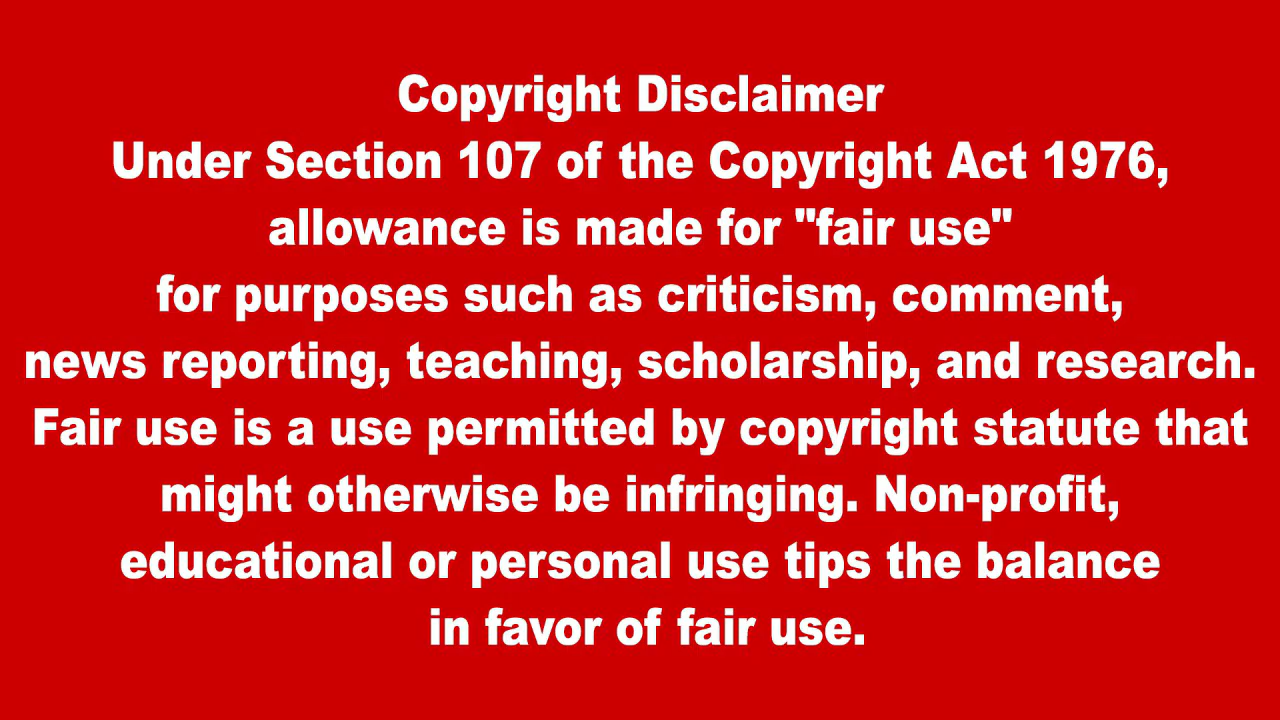 Copyright Disclaimer
Under Section 107 of the Copyright Act 1976,
allowance is made for "fair use"
for purposes such as criticism, comment,
news reporting, teaching, scholarship, and research.
Fair use is a use permitted by copyright statute that
might otherwise be infringing. Non-profit,
educational or personal use tips the balance
in favor of fair use.